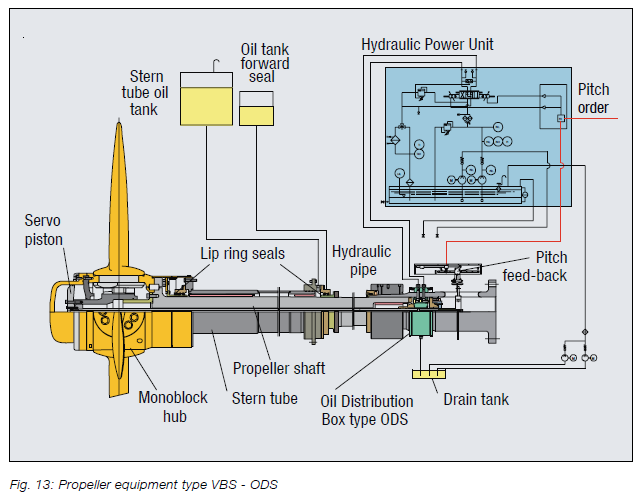 Oil tank
forward
seal
Stern
tube oil
tank
Hydraulic Power Unit
Pitch
order
Servo
piston
Lip ring seals
Hydraulic
pipe
Pitch
feed-back
Propeller shaft
Monoblock
hub
Stern tube
Oil Distribution
Box type ODS
Drain tank
Fig. 13: Propeller equipment type VBS - ODS